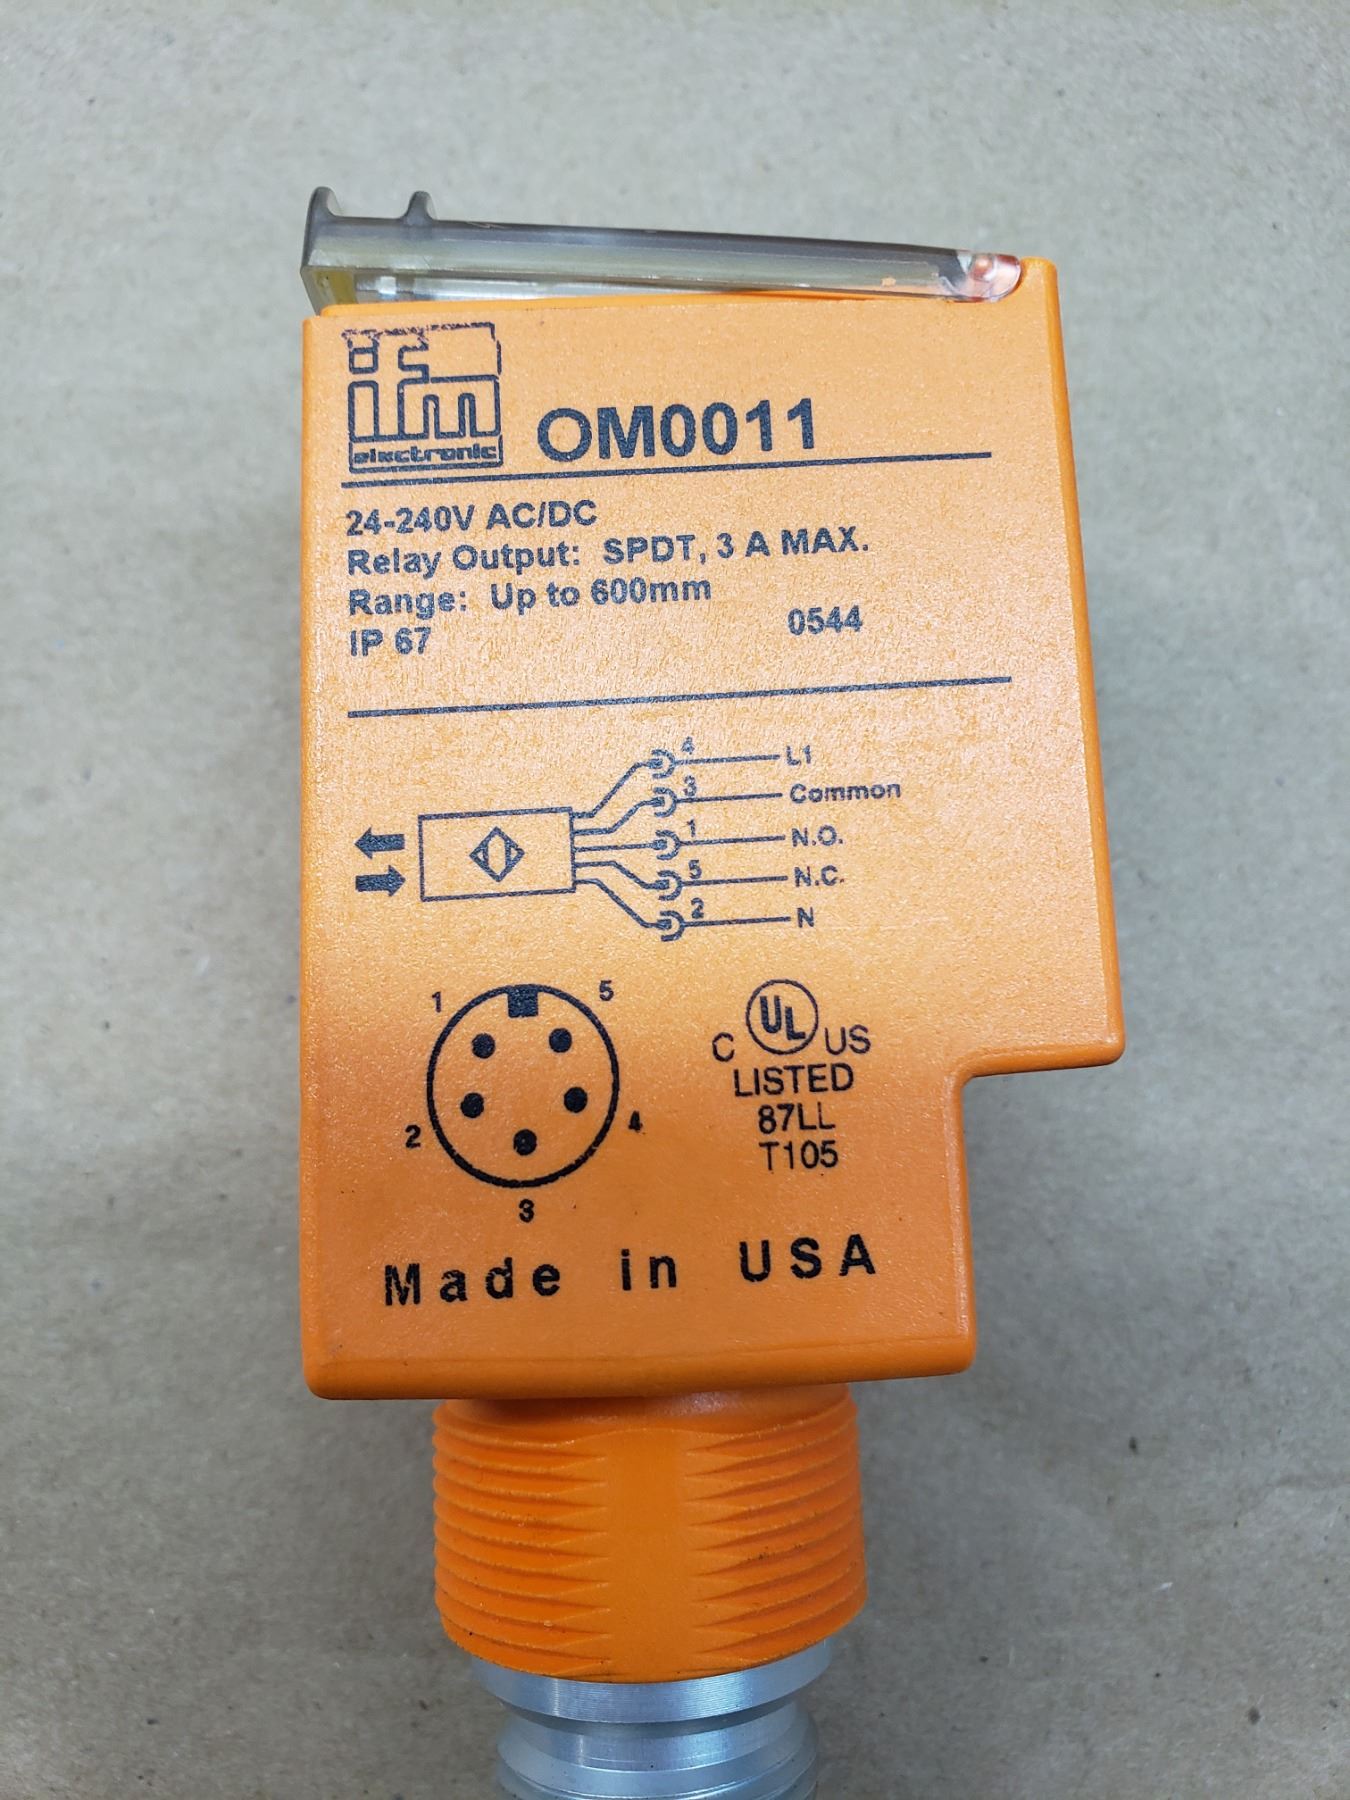 ifm
electronic
OM0011
24-240V AC/DC
Relay Output: SPDT, 3 A MAX.
Range: Up to 600mm
IP 67 0544
4 L1
3 Common
1 N.O.
5 N.C.
2 N
1 5
2 4
3
C UL US
LISTED
87LL
T105
Made in USA